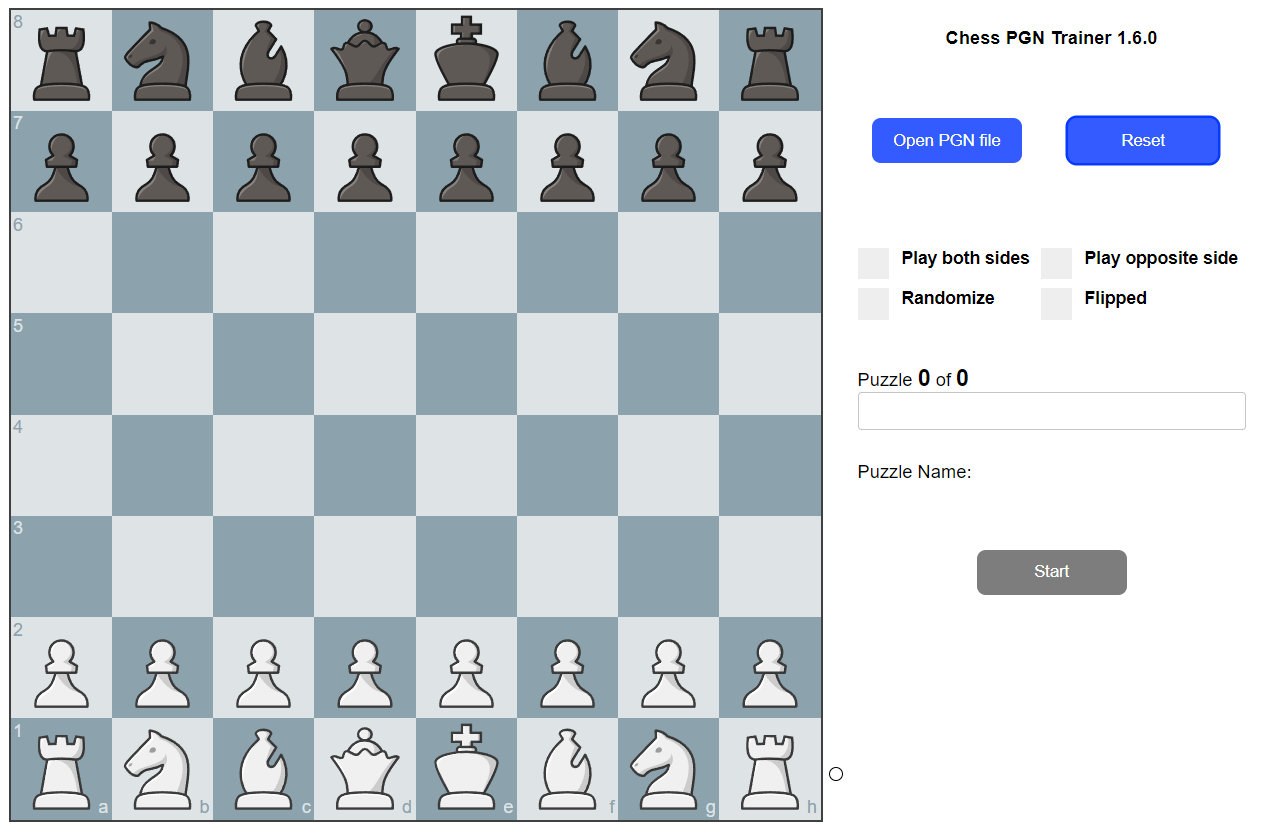 Chess PGN Trainer 1.6.0
Open PGN file
Reset
Play both sides
Play opposite side
Randomize
Flipped
Puzzle 0 of 0
Puzzle Name:
Start
8
7
6
5
4
3
2
1
a b c d e f g h